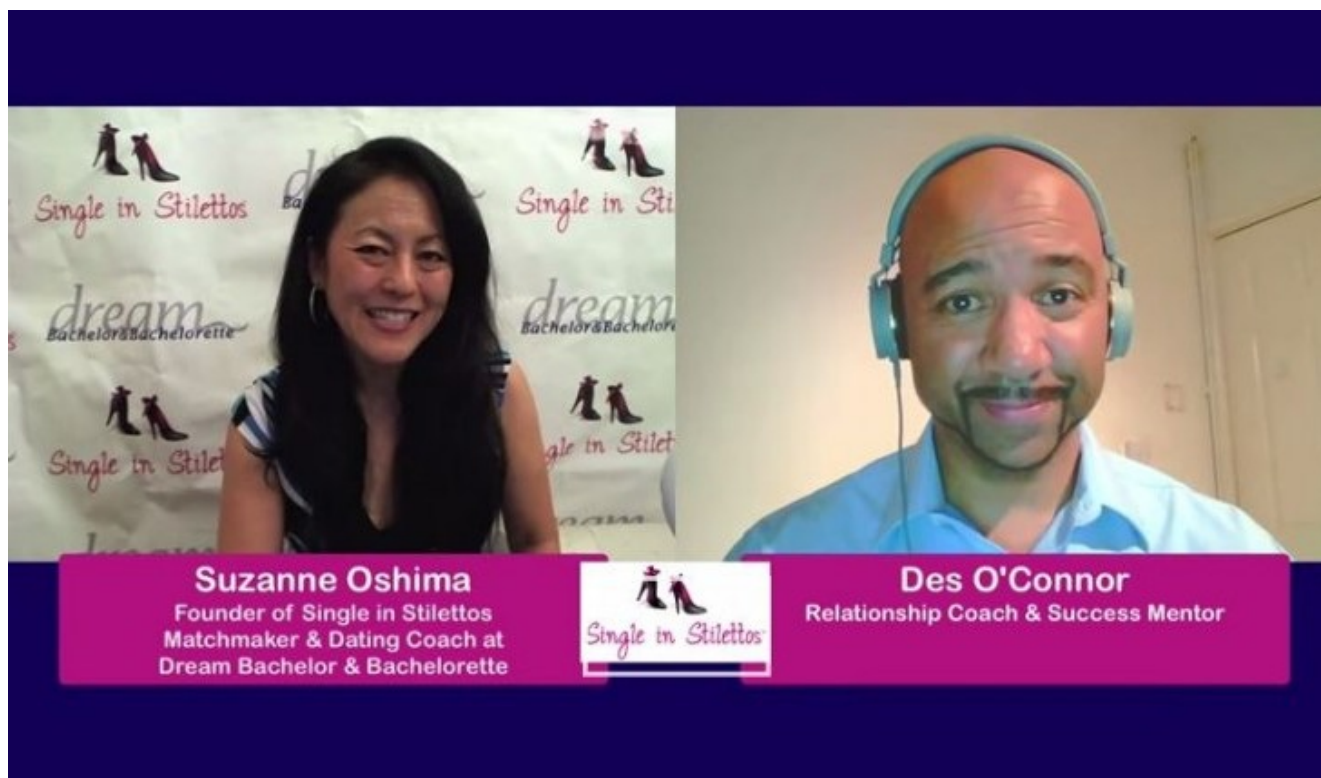 Single in Stilettos
Single in Sti
dream
Bachelor&Bachelorette
dream
Bachelor&Bachelore
Single in Stilet
gle in Stilet
Suzanne Oshima
Founder of Single in Stilettos
Matchmaker & Dating Coach at
Dream Bachelor & Bachelorette
Single in Stilettos
Des O'Connor
Relationship Coach & Success Mentor